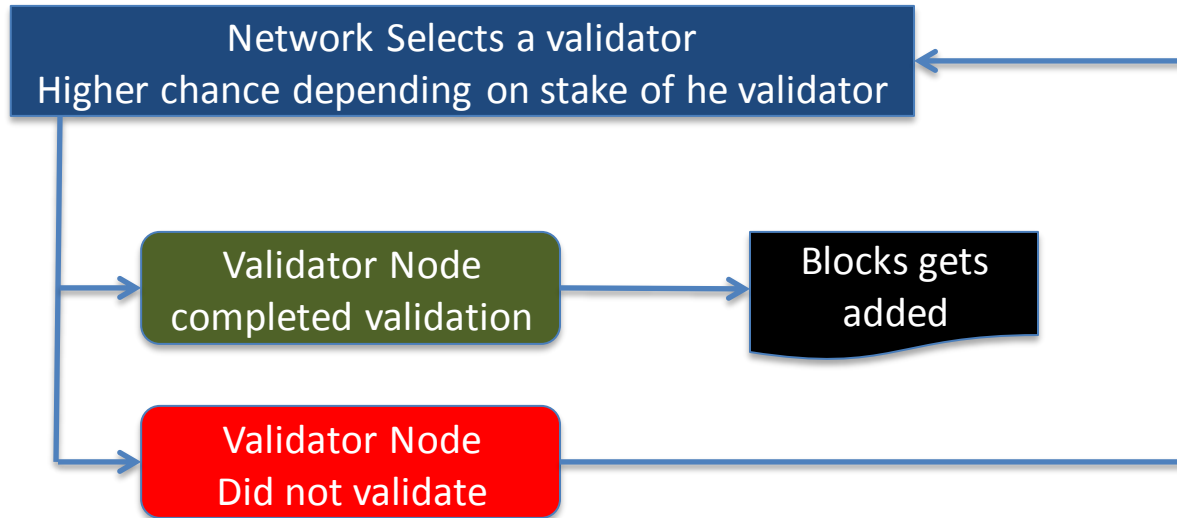 Network Selects a validator
Higher chance depending on stake of he validator
Validator Node
completed validation
Blocks gets
added
Validator Node
Did not validate